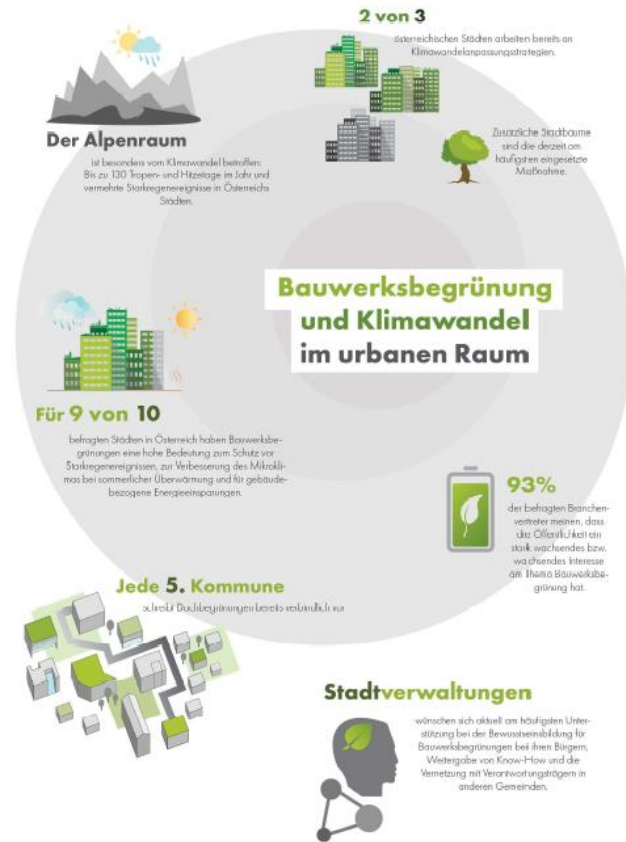 2 von 3
österreichischen Städten arbeiten bereits an
Klimawandelanpassungsstrategien.
Der Alpenraum
ist besonders vom Klimawandel betroffen:
Bis zu 130 Tropen- und Hitzetage im Jahr und
vermehrte Starkregenereignisse in Österreichs
Städten.
Zusätzliche Stadtbäume
sind die derzeit am
häufigsten eingesetzte
Maßnahme.
Bauwerksbegrünung
und Klimawandel
im urbanen Raum
Für 9 von 10
befragten Städten in Österreich haben Bauwerksbe-
grünungen eine hohe Bedeutung zum Schutz vor
Starkregenereignissen, zur Verbesserung des Mikrokli-
mas bei sommerlicher Überwärmung und für gebäude-
bezogene Energieeinsparungen.
93%
der befragten Branchen-
vertreter meinen, dass
die Öffentlichkeit ein
stark wachsendes bzw.
wachsendes Interesse
am Thema Bauwerksbe-
grünung hat.
Jede 5. Kommune
schreibt Dachbegrünungen bereits verbindlich vor
Stadtverwaltungen
wünschen sich aktuell am häufigsten Unter-
stützung bei der Bewusstseinsbildung für
Bauwerksbegrünungen bei ihren Bürgern,
Weitergabe von Know-How und die
Vernetzung mit Verantwortungsträgern in
anderen Gemeinden.